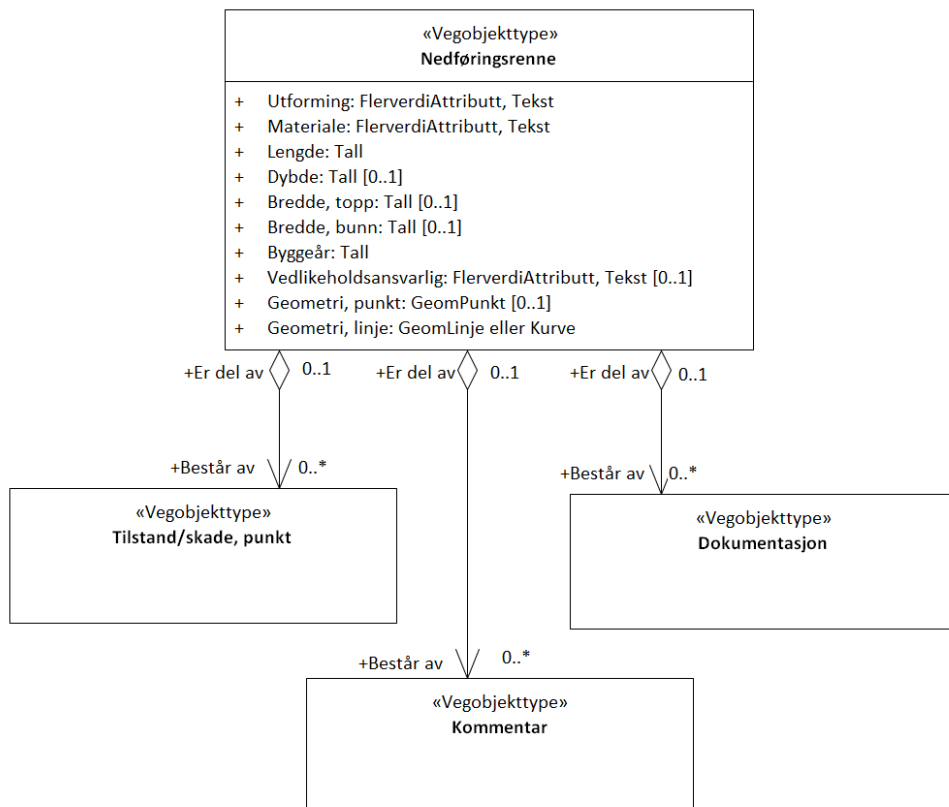 «Vegobjekttype»
Nedføringsrenne
+ Utforming: FlerverdiAttributt, Tekst
+ Materiale: FlerverdiAttributt, Tekst
+ Lengde: Tall
+ Dybde: Tall [0..1]
+ Bredde, topp: Tall [0..1]
+ Bredde, bunn: Tall [0..1]
+ Byggeår: Tall
+ Vedlikeholdsansvarlig: FlerverdiAttributt, Tekst [0..1]
+ Geometri, punkt: GeomPunkt [0..1]
+ Geometri, linje: GeomLinje eller Kurve
+Er del av 0..1 +Er del av 0..1 +Er del av 0..1
+Består av 0..* +Består av 0..*
«Vegobjekttype»
Tilstand/skade, punkt
«Vegobjekttype»
Dokumentasjon
+Består av 0..*
«Vegobjekttype»
Kommentar